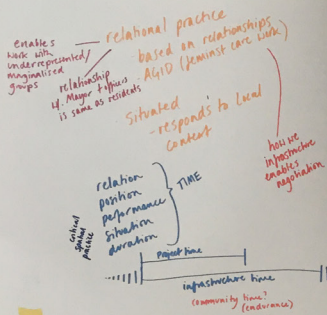 enables
work with
underrepresented/
marginalised
groups
relational practice
- based on relationships
- AGID (feminist care work)
relationship
w. Mayor + officers
is same as residents
situated
- responds to local
context
how we
infrastructure
enables
negotiation
critical
spatial
practice
relation
position
performance
situation
duration
TIME
project time
infrastructure time
(community time?
(endurance)